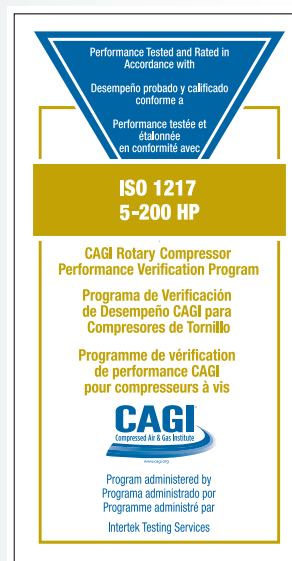 Performance Tested and Rated in
Accordance with
Desempeño probado y calificado
conforme a
Performance testée et
étalonnée
en conformité avec
ISO 1217
5-200 HP
CAGI Rotary Compressor
Performance Verification Program
Programa de Verificación
de Desempeño CAGI para
Compresores de Tornillo
Programme de vérification
de performance CAGI
pour compresseurs à vis
CAGI
Compressed Air & Gas Institute
www.cagi.org
Program administered by
Programa administrado por
Programme administré par
Intertek Testing Services